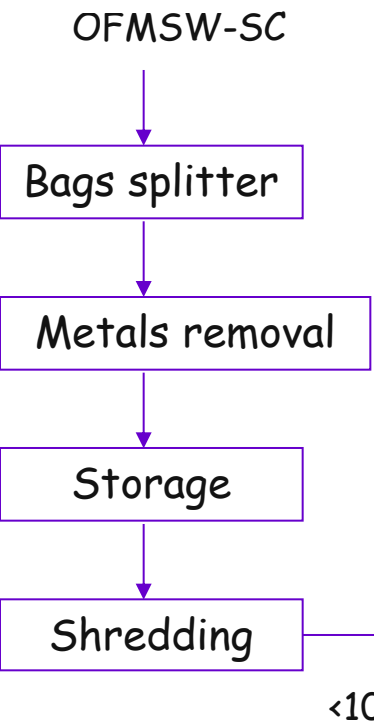 OFMSW-SC
Bags splitter
Metals removal
Storage
Shredding